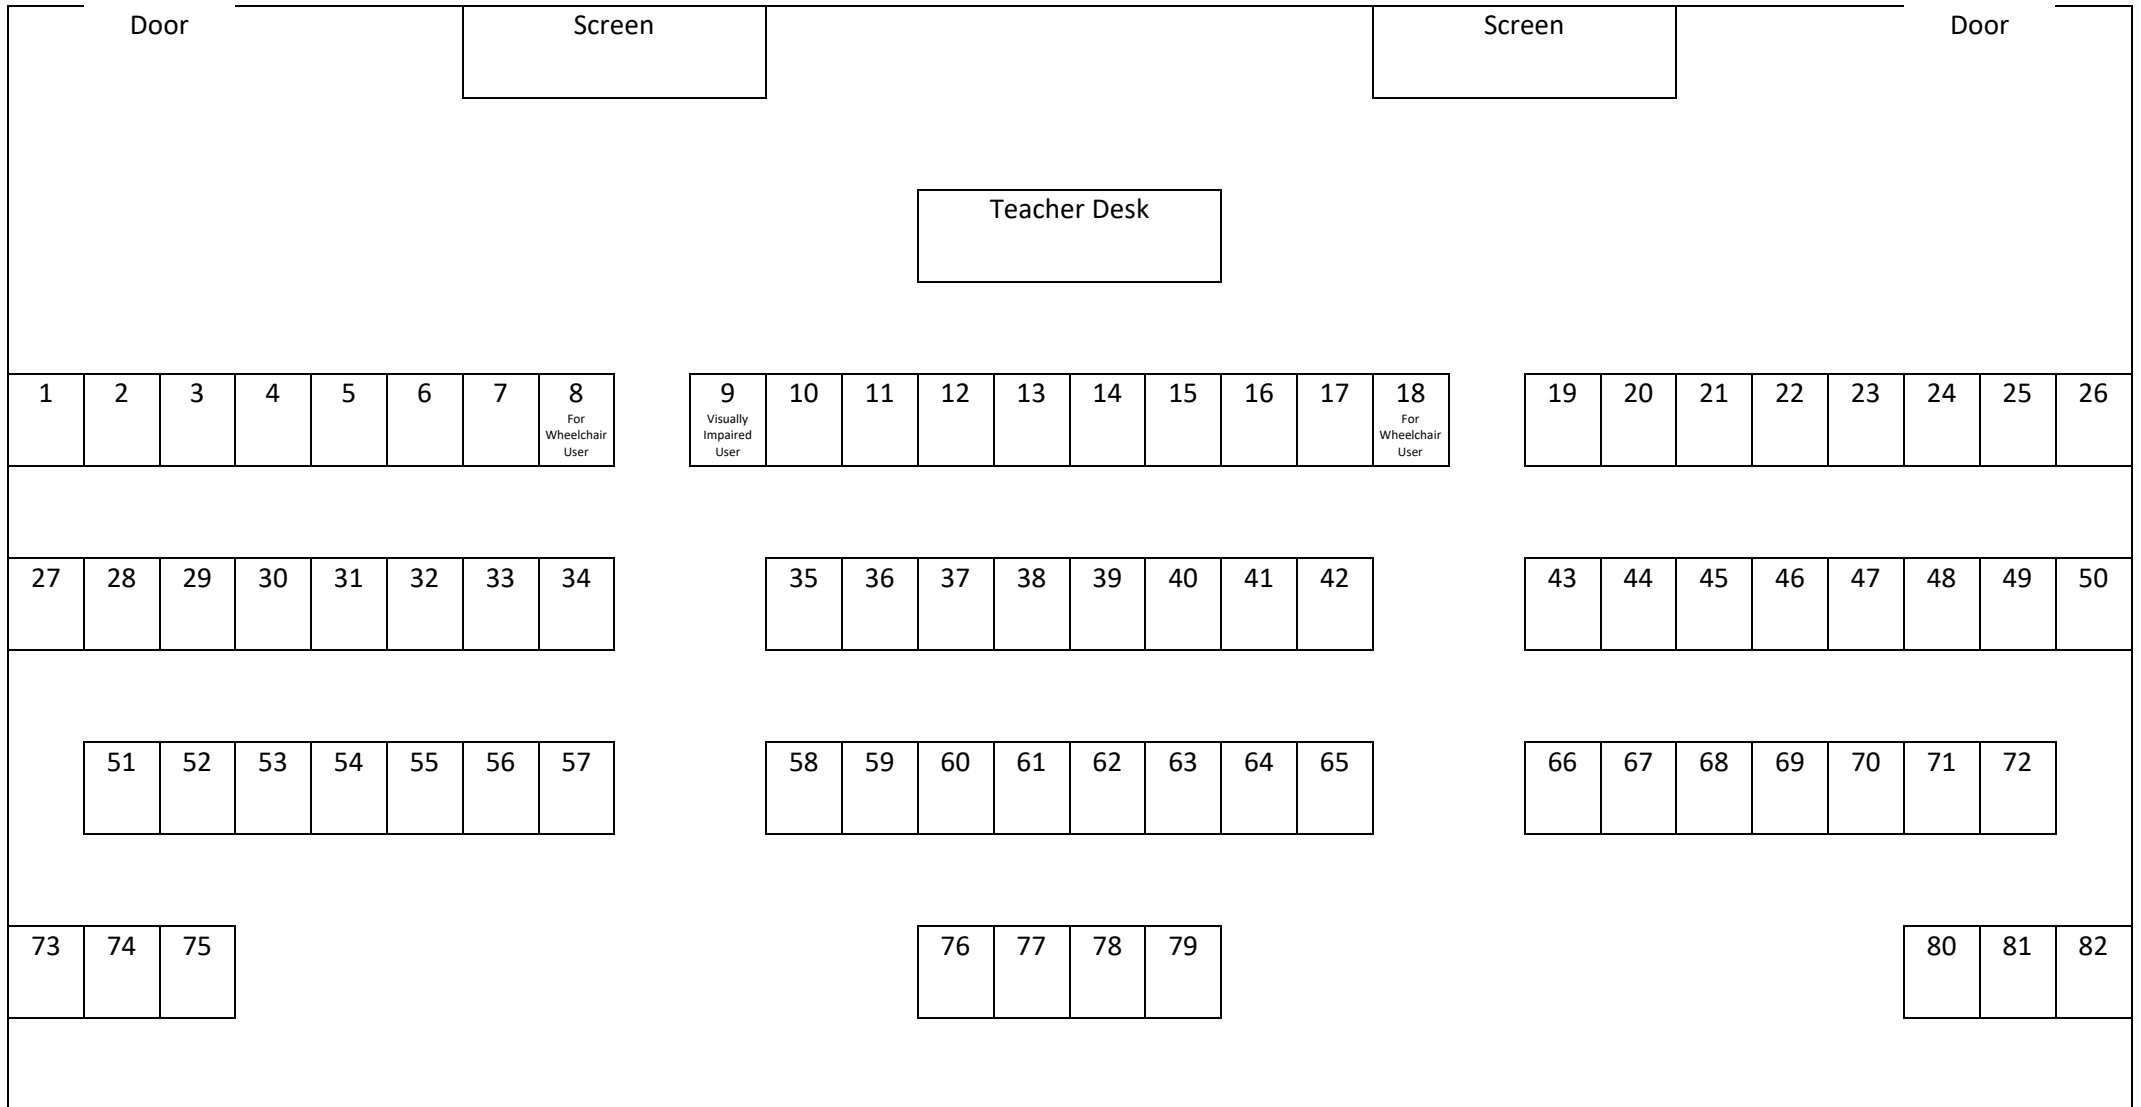 Door Screen Screen Door
Teacher Desk
1 2 3 4 5 6 7 8 9 10 11 12 13 14 15 16 17 18 19 20 21 22 23 24 25 26
For Visually For
Wheelchair Impaired Wheelchair
User User User
27 28 29 30 31 32 33 34 35 36 37 38 39 40 41 42 43 44 45 46 47 48 49 50
51 52 53 54 55 56 57 58 59 60 61 62 63 64 65 66 67 68 69 70 71 72
73 74 75 76 77 78 79 80 81 82